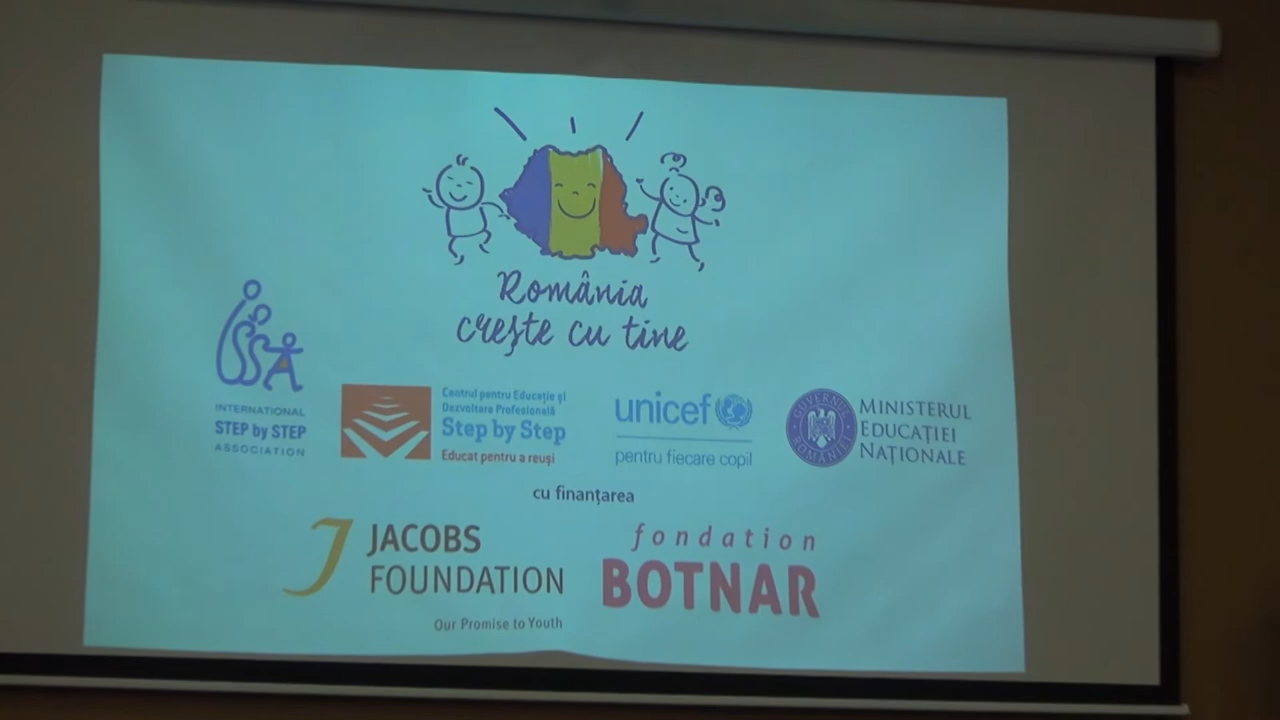 România
crește cu tine
INTERNATIONAL
STEP by STEP
ASSOCIATION
Centrul pentru Educație și
Dezvoltare Profesională
Step by Step
Educat pentru a reuși
unicef
pentru fiecare copil
GUVERNUL ROMÂNIEI
MINISTERUL
EDUCAȚIEI
NAȚIONALE
cu finanțarea
JACOBS
FOUNDATION
Our Promise to Youth
fondation
BOTNAR